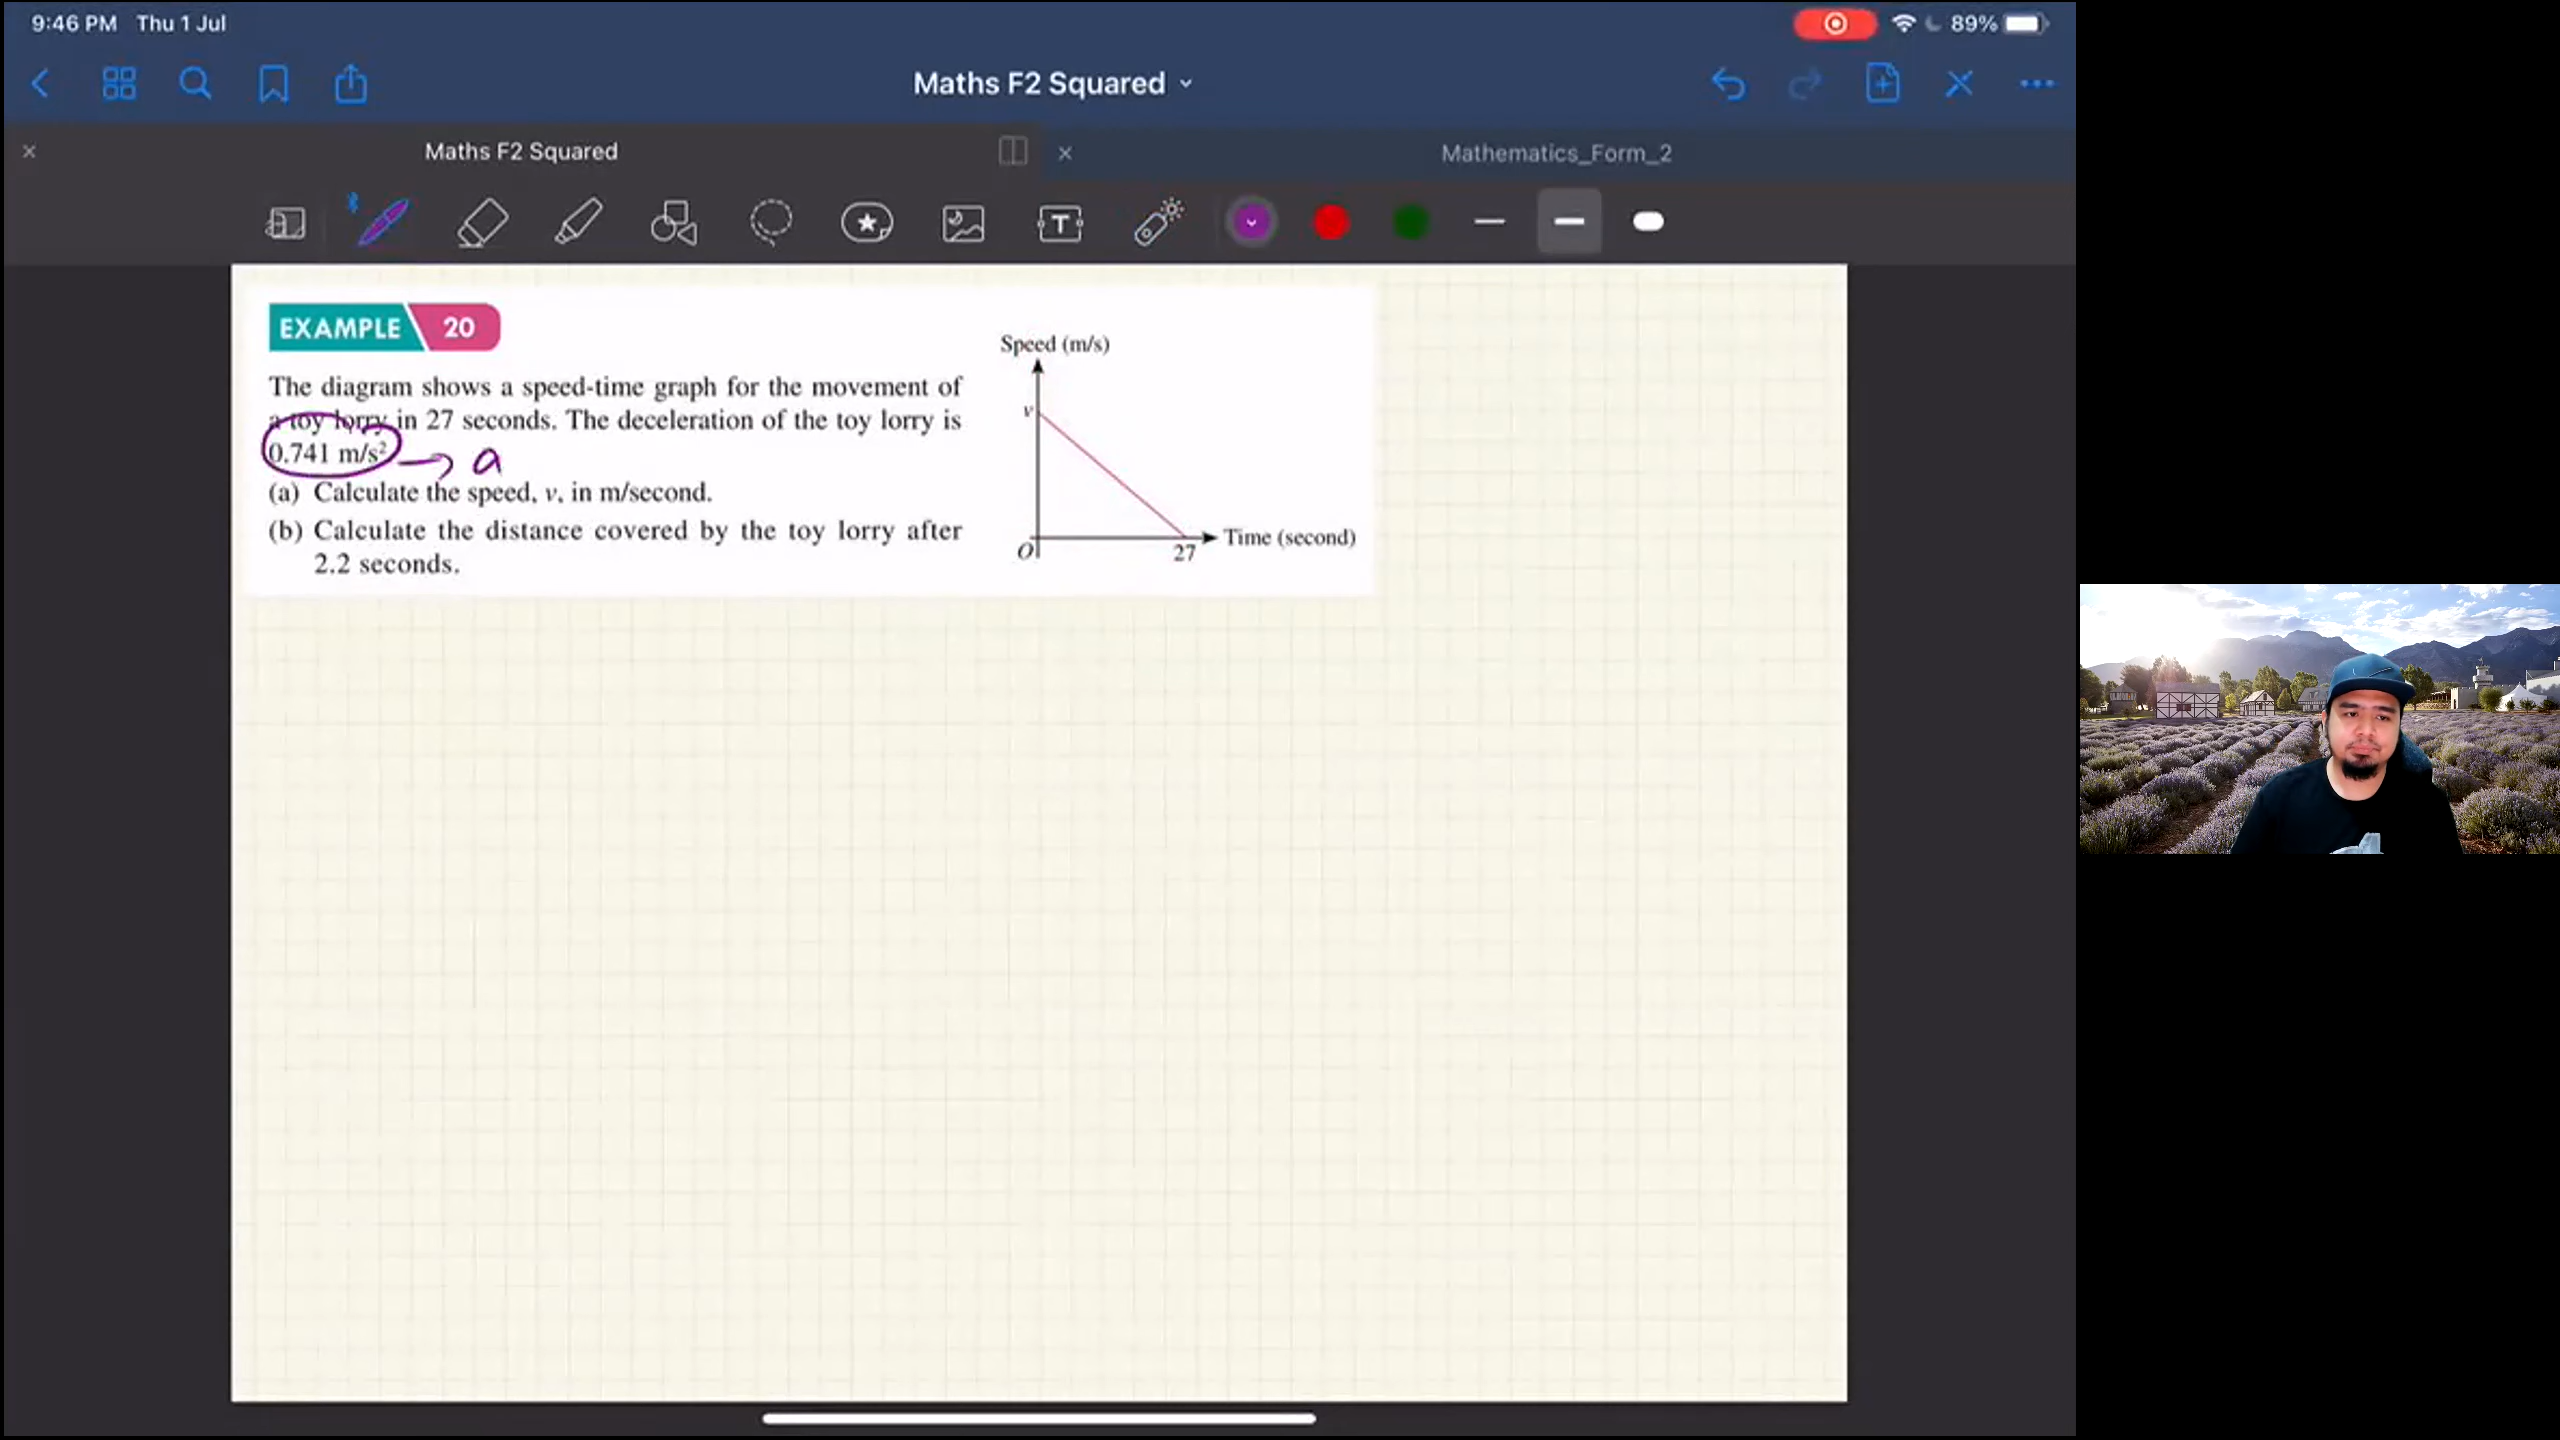 9:46 PM Thu 1 Jul
89%
Maths F2 Squared
Maths F2 Squared
Mathematics_Form_2
T
EXAMPLE 20
The diagram shows a speed-time graph for the movement of
a toy lorry in 27 seconds. The deceleration of the toy lorry is
0.741 m/s² → a
(a) Calculate the speed, v, in m/second.
(b) Calculate the distance covered by the toy lorry after
2.2 seconds.
Speed (m/s)
v
O
27
Time (second)